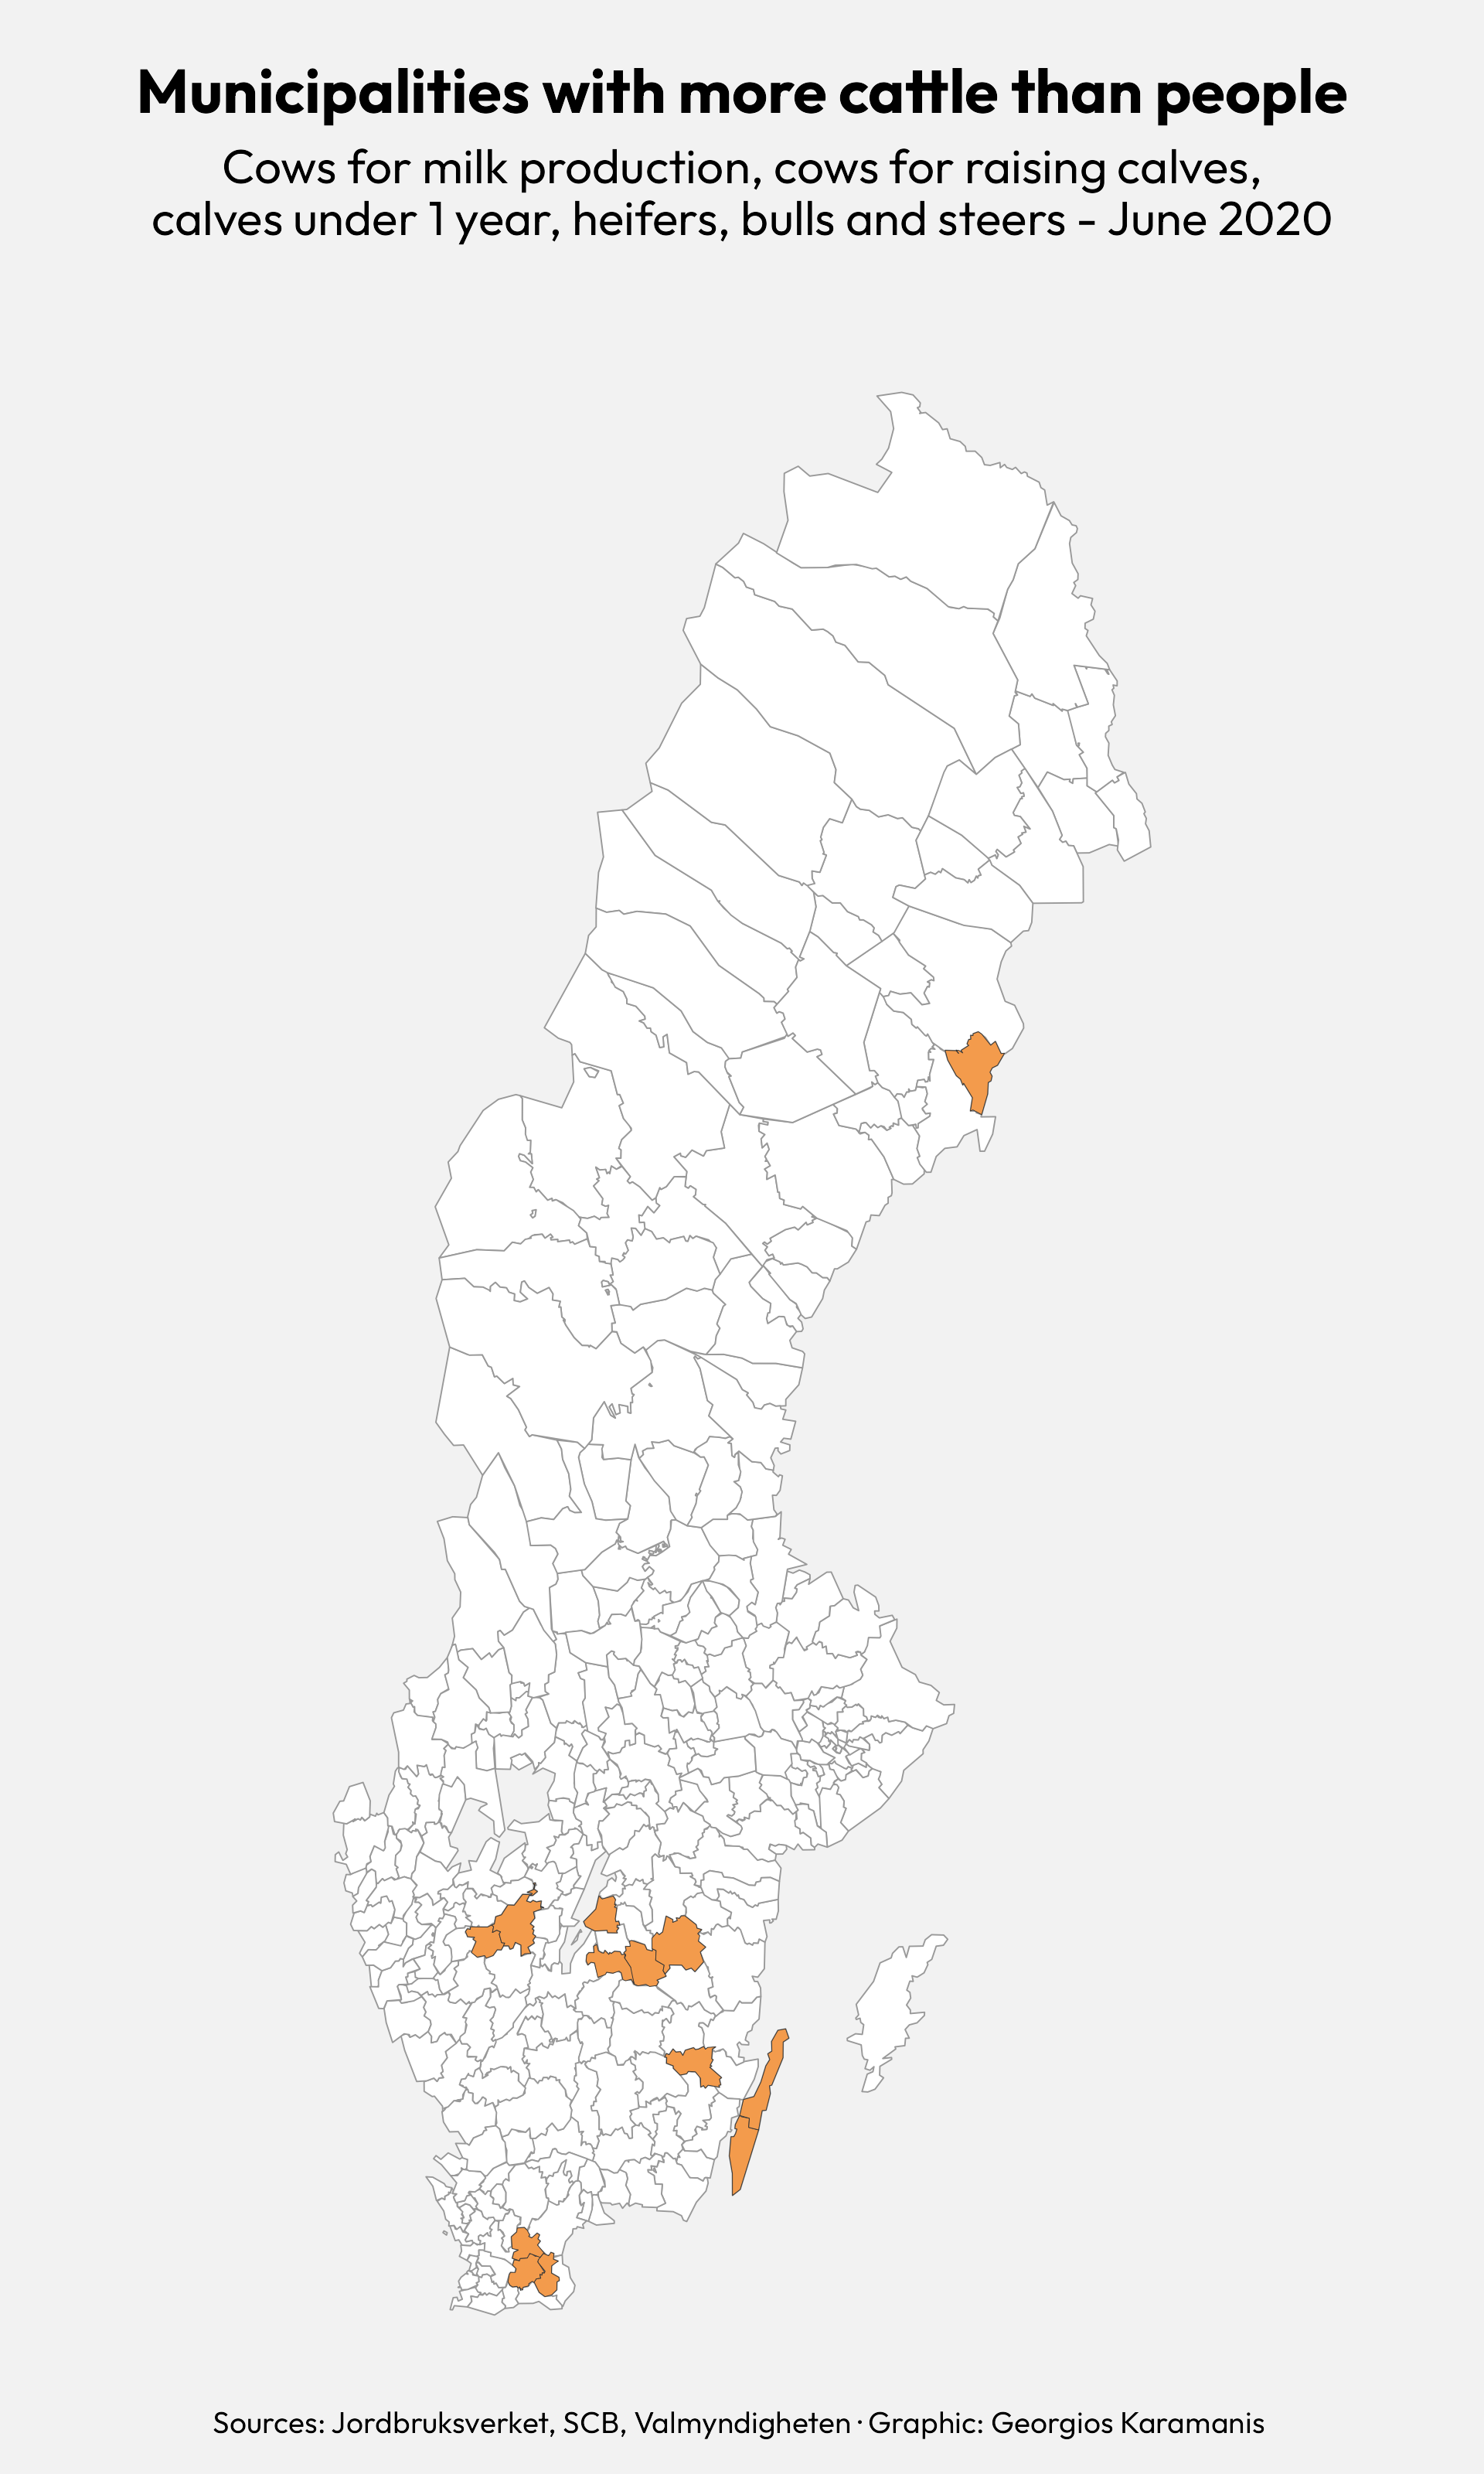 Municipalities with more cattle than people
Cows for milk production, cows for raising calves,
calves under 1 year, heifers, bulls and steers - June 2020
Sources: Jordbruksverket, SCB, Valmyndigheten · Graphic: Georgios Karamanis